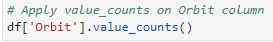 # Apply value_counts on Orbit column
df['Orbit'].value_counts()